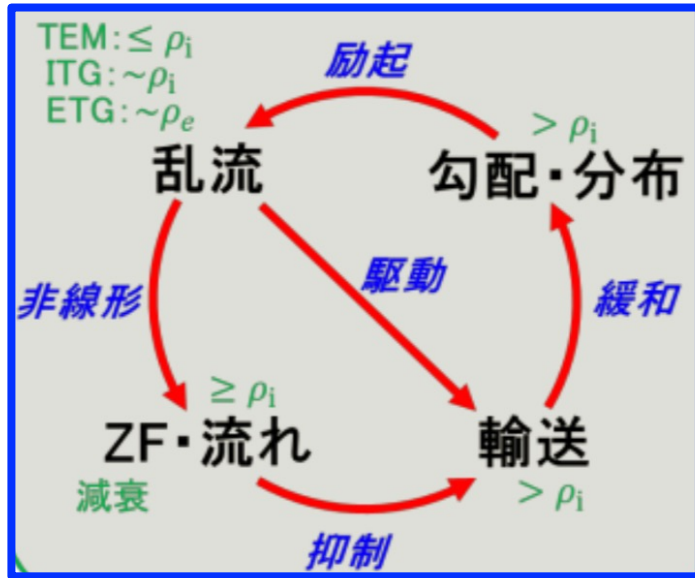 TEM:≤ ρi
ITG:~ρi
ETG:~ρe
励起
> ρi
乱流
勾配・分布
非線形
駆動
緩和
≥ ρi
ZF・流れ
輸送
減衰
> ρi
抑制